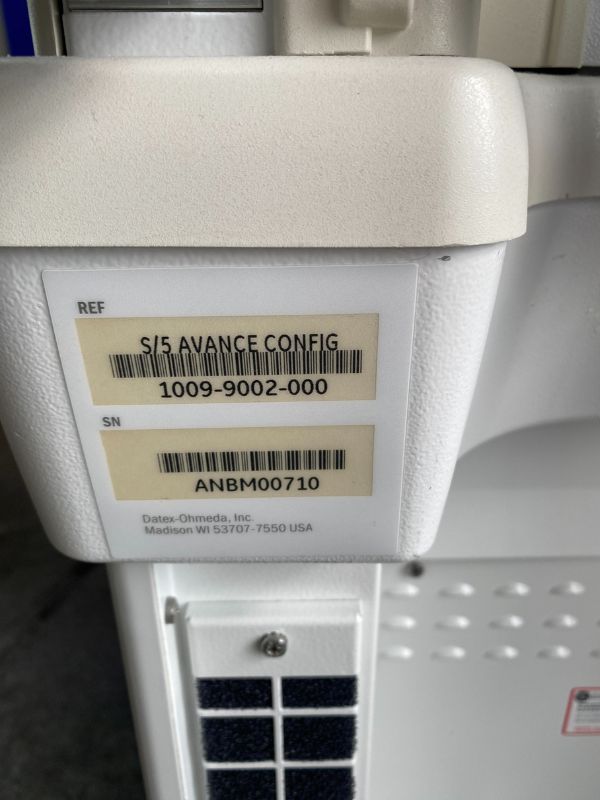 REF
S/5 AVANCE CONFIG
1009-9002-000
SN
ANBM00710
Datex-Ohmeda, Inc.
Madison WI 53707-7550 USA